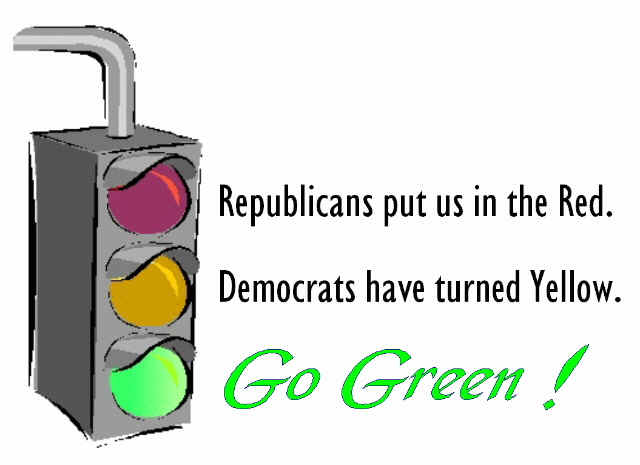 Republicans put us in the Red.
Democrats have turned Yellow.
Go Green !